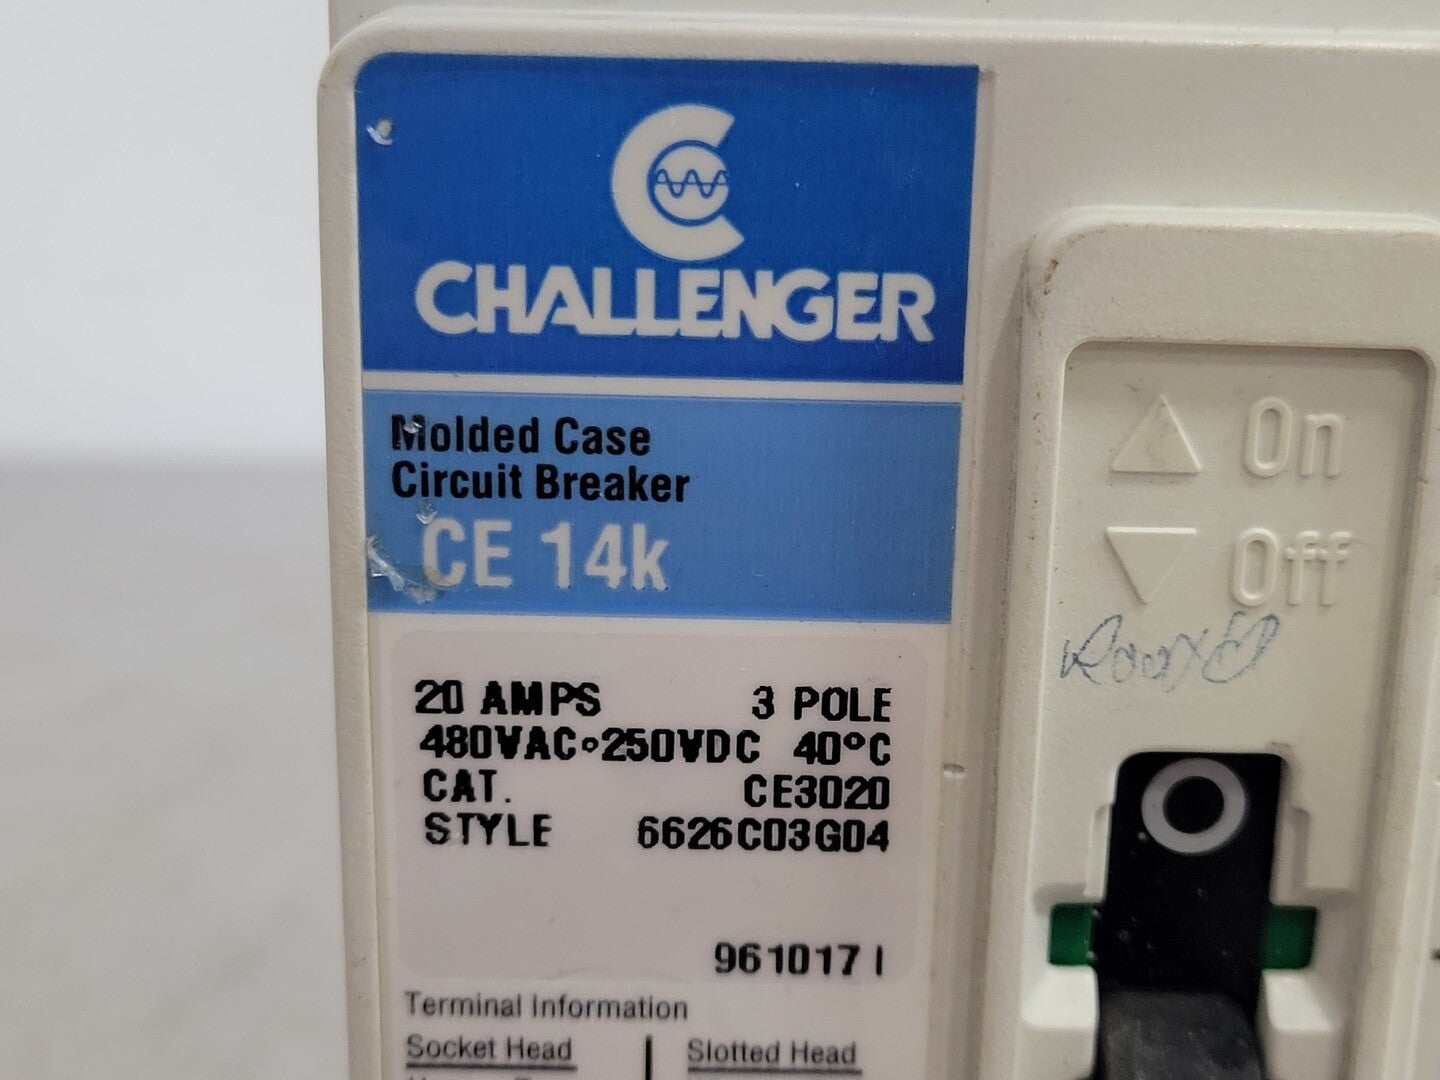 CHALLENGER
Molded Case
Circuit Breaker
CE 14k
20 AMPS 3 POLE
480VAC•250VDC 40°C
CAT. CE3020
STYLE 6626C03G04
961017 I
Terminal Information
Socket Head Slotted Head
On
Off